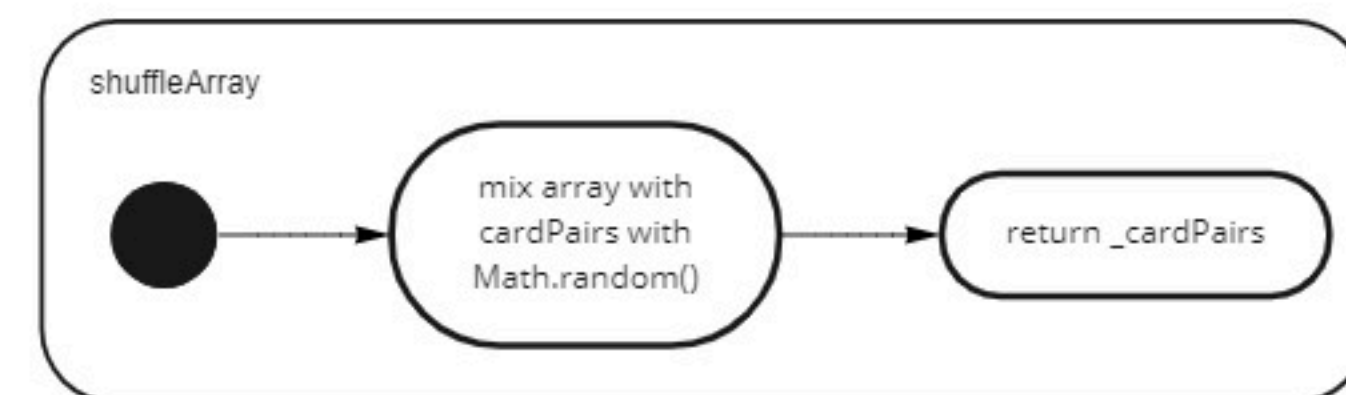 shuffleArray
mix array with
cardPairs with
Math.random()
return _cardPairs